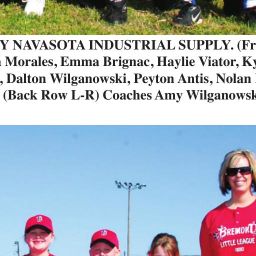 Y NAVASOTA INDUSTRIAL SUPPLY. (Fr
Morales, Emma Brignac, Haylie Viator, Ky
, Dalton Wilganowski, Peyton Antis, Nolan
(Back Row L-R) Coaches Amy Wilganowsk
BREMOND
LITTLE LEAGUE
B
B